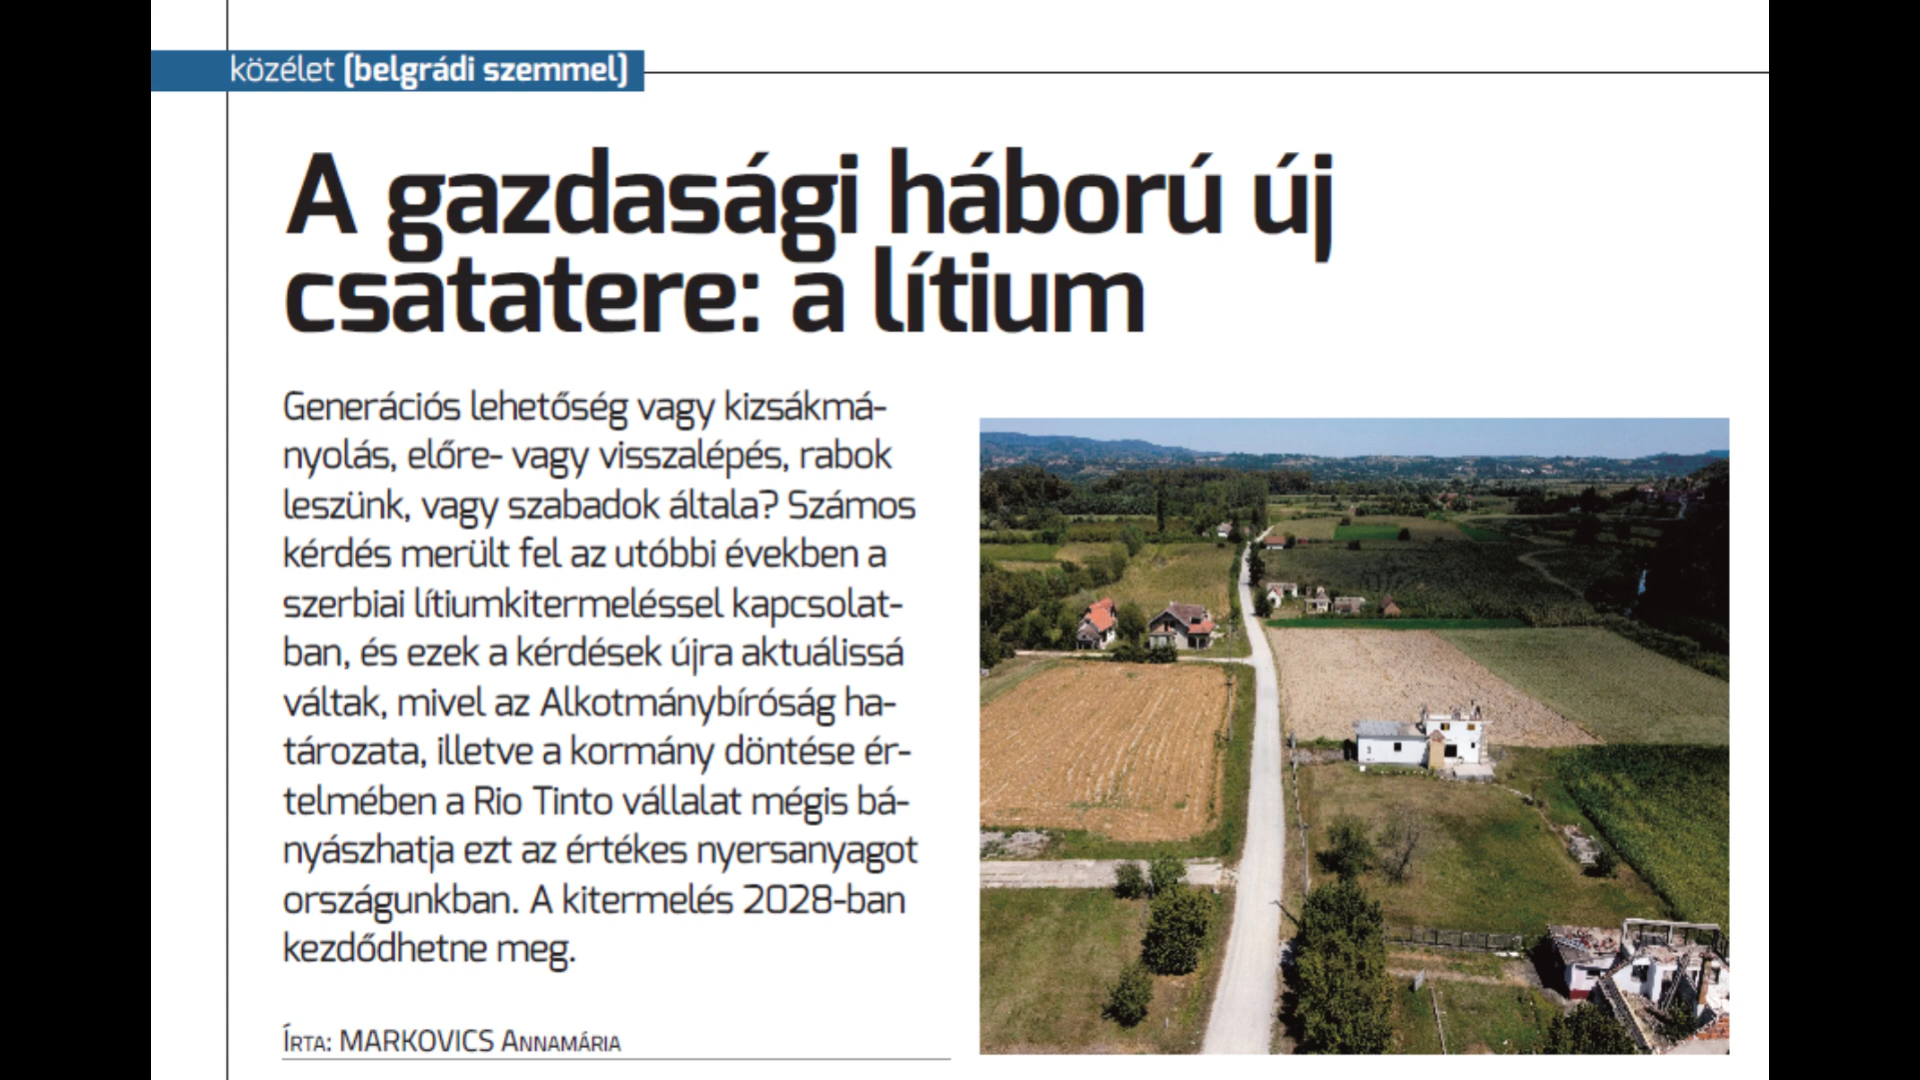 közélet [belgrádi szemmel]
A gazdasági háború új
csatatere: a lítium
Generációs lehetőség vagy kizsákmá-
nyolás, előre- vagy visszalépés, rabok
leszünk, vagy szabadok általa? Számos
kérdés merült fel az utóbbi években a
szerbiai lítiumkitermeléssel kapcsolat-
ban, és ezek a kérdések újra aktuálissá
váltak, mivel az Alkotmánybíróság ha-
tározata, illetve a kormány döntése ér-
telmében a Rio Tinto vállalat mégis bá-
nyászhatja ezt az értékes nyersanyagot
országunkban. A kitermelés 2028-ban
kezdődhetne meg.
Írta: MARKOVICS Annamária